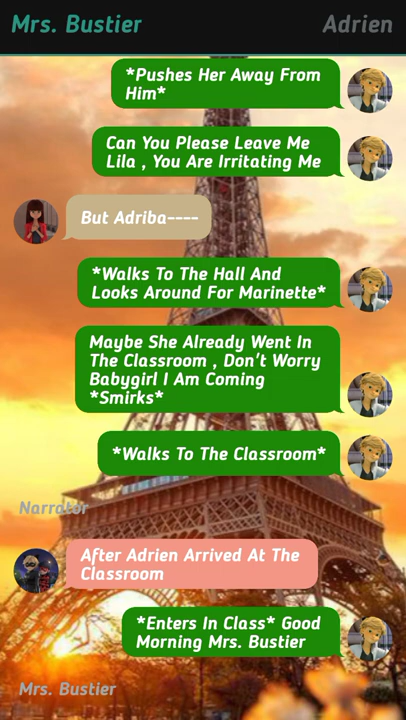 Mrs. Bustier
Adrien
*Pushes Her Away From
Him*
Can You Please Leave Me
Lila , You Are Irritating Me
But Adriba----
*Walks To The Hall And
Looks Around For Marinette*
Maybe She Already Went In
The Classroom , Don't Worry
Babygirl I Am Coming
*Smirks*
*Walks To The Classroom*
Narrator
After Adrien Arrived At The
Classroom
*Enters In Class* Good
Morning Mrs. Bustier
Mrs. Bustier